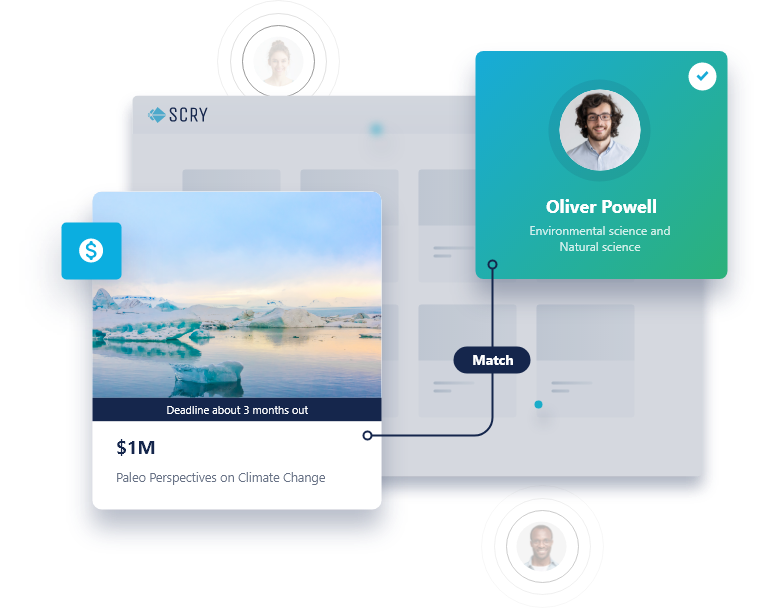 SCRY
Oliver Powell
Environmental science and
Natural science
$
Match
Deadline about 3 months out
$1M
Paleo Perspectives on Climate Change